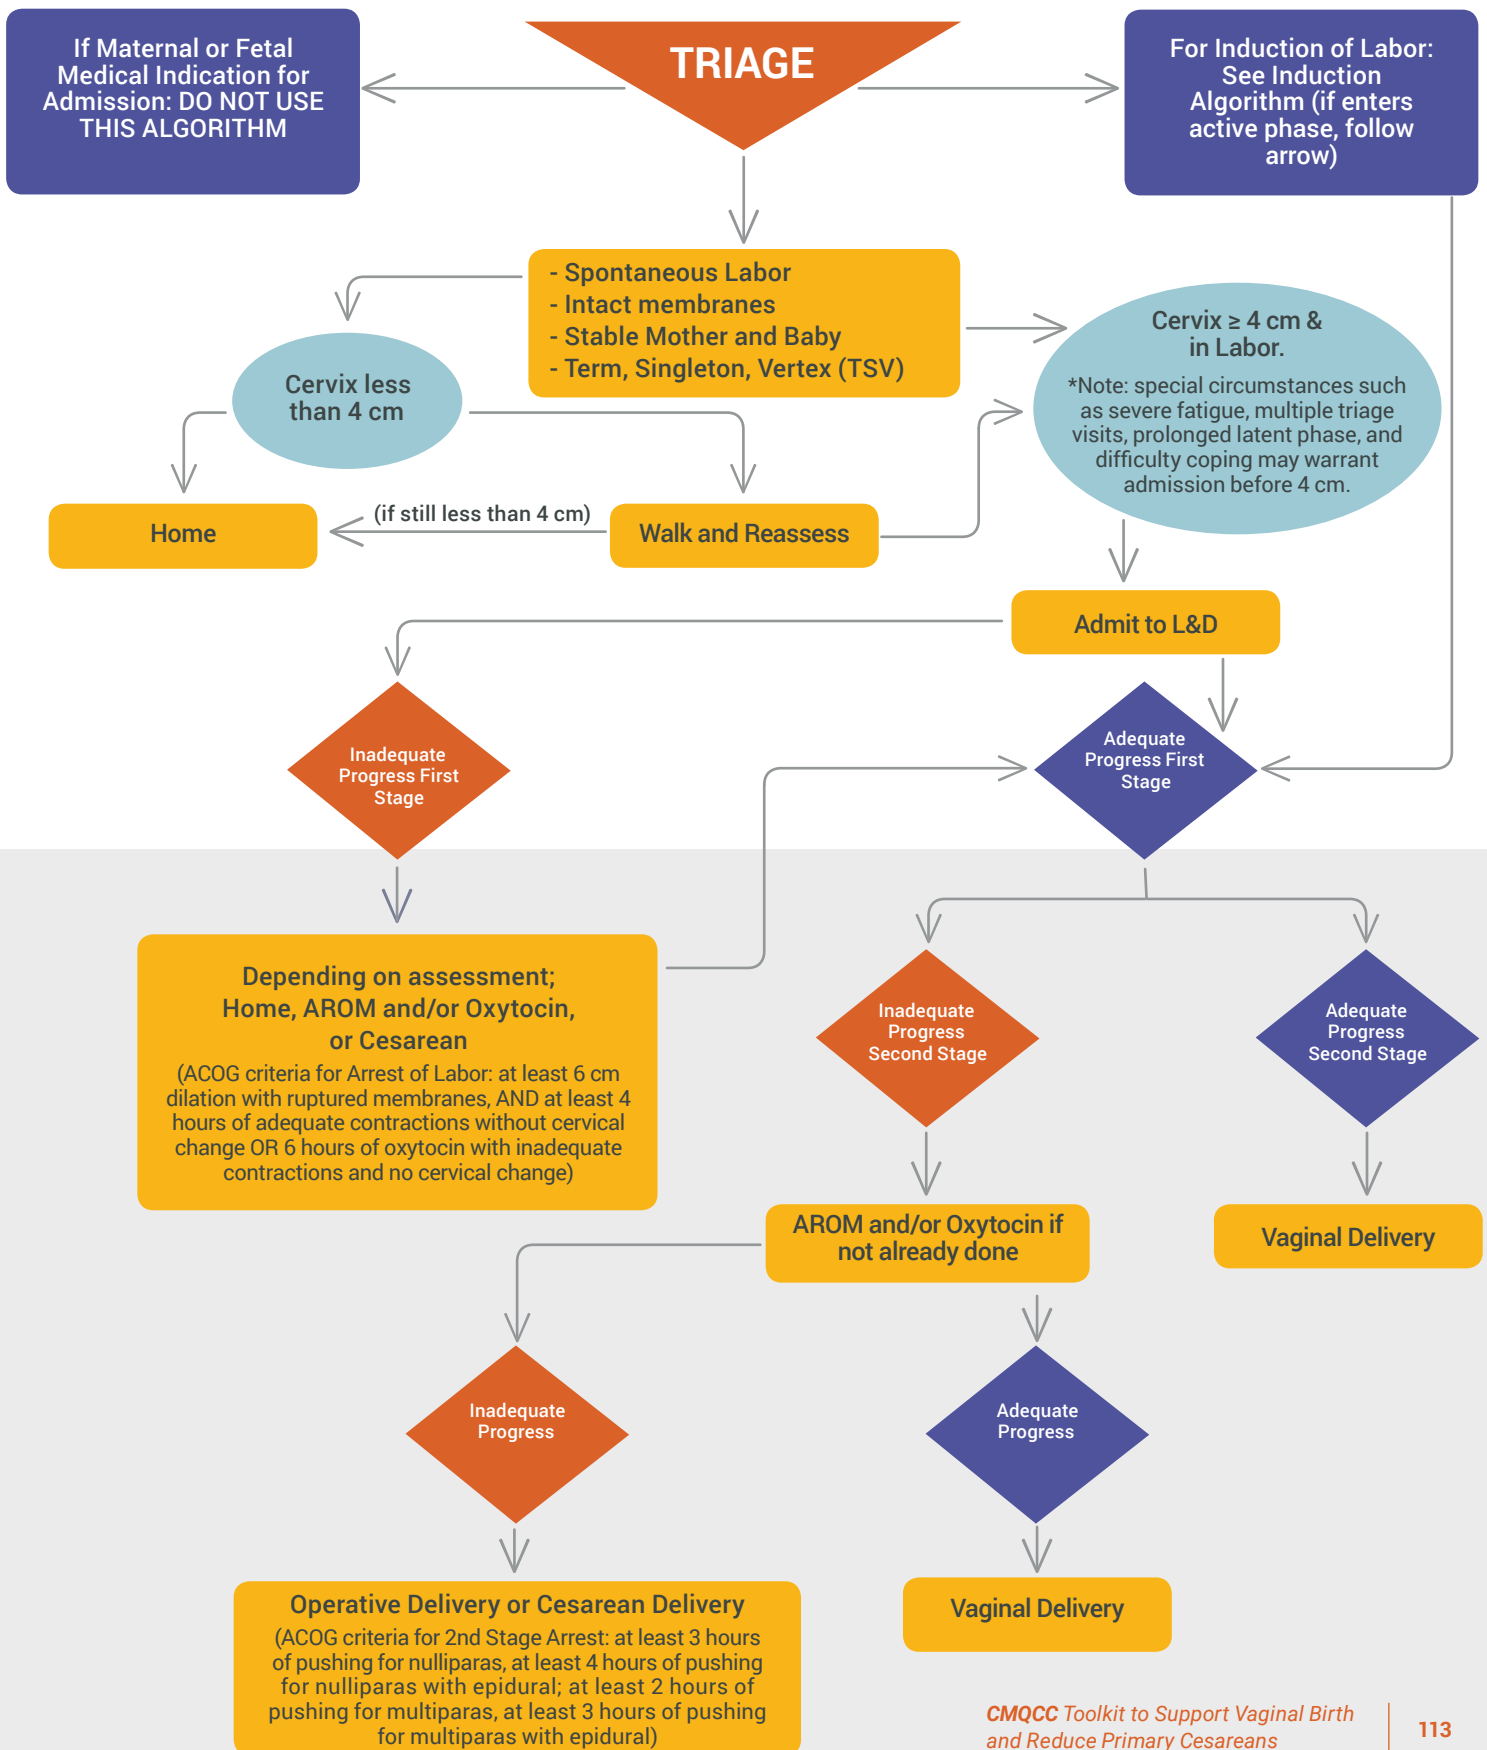 If Maternal or Fetal
Medical Indication for
Admission: DO NOT USE
THIS ALGORITHM
TRIAGE
For Induction of Labor:
See Induction
Algorithm (if enters
active phase, follow
arrow)
- Spontaneous Labor
- Intact membranes
- Stable Mother and Baby
- Term, Singleton, Vertex (TSV)
Cervix less
than 4 cm
Cervix ≥ 4 cm &
in Labor.
*Note: special circumstances such
as severe fatigue, multiple triage
visits, prolonged latent phase, and
difficulty coping may warrant
admission before 4 cm.
Home
(if still less than 4 cm)
Walk and Reassess
Admit to L&D
Inadequate
Progress First
Stage
Adequate
Progress First
Stage
Depending on assessment;
Home, AROM and/or Oxytocin,
or Cesarean
(ACOG criteria for Arrest of Labor: at least 6 cm
dilation with ruptured membranes, AND at least 4
hours of adequate contractions without cervical
change OR 6 hours of oxytocin with inadequate
contractions and no cervical change)
Inadequate
Progress
Second Stage
Adequate
Progress
Second Stage
AROM and/or Oxytocin if
not already done
Vaginal Delivery
Inadequate
Progress
Adequate
Progress
Operative Delivery or Cesarean Delivery
(ACOG criteria for 2nd Stage Arrest: at least 3 hours
of pushing for nulliparas, at least 4 hours of pushing
for nulliparas with epidural; at least 2 hours of
pushing for multiparas, at least 3 hours of pushing
for multiparas with epidural)
Vaginal Delivery
CMQCC Toolkit to Support Vaginal Birth
and Reduce Primary Cesareans
113